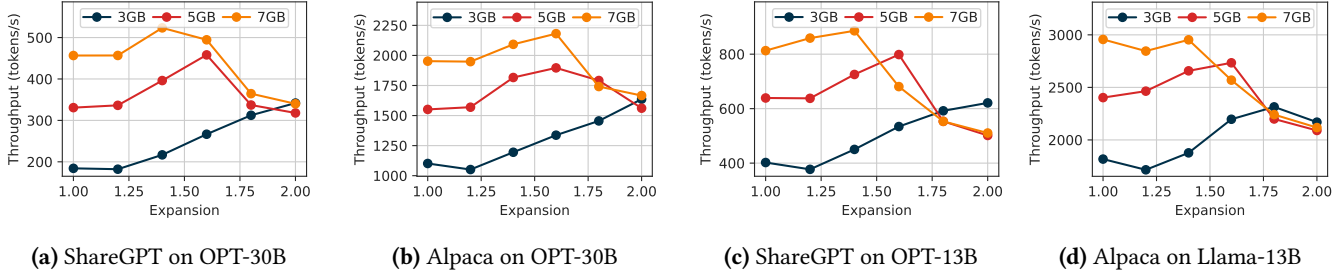 3GB 5GB 7GB
Throughput (tokens/s)
500
400
300
200
1.00 1.25 1.50 1.75 2.00
Expansion
(a) ShareGPT on OPT-30B
3GB 5GB 7GB
Throughput (tokens/s)
2250
2000
1750
1500
1250
1000
1.00 1.25 1.50 1.75 2.00
Expansion
(b) Alpaca on OPT-30B
3GB 5GB 7GB
Throughput (tokens/s)
800
600
400
1.00 1.25 1.50 1.75 2.00
Expansion
(c) ShareGPT on OPT-13B
3GB 5GB 7GB
Throughput (tokens/s)
3000
2500
2000
1.00 1.25 1.50 1.75 2.00
Expansion
(d) Alpaca on Llama-13B